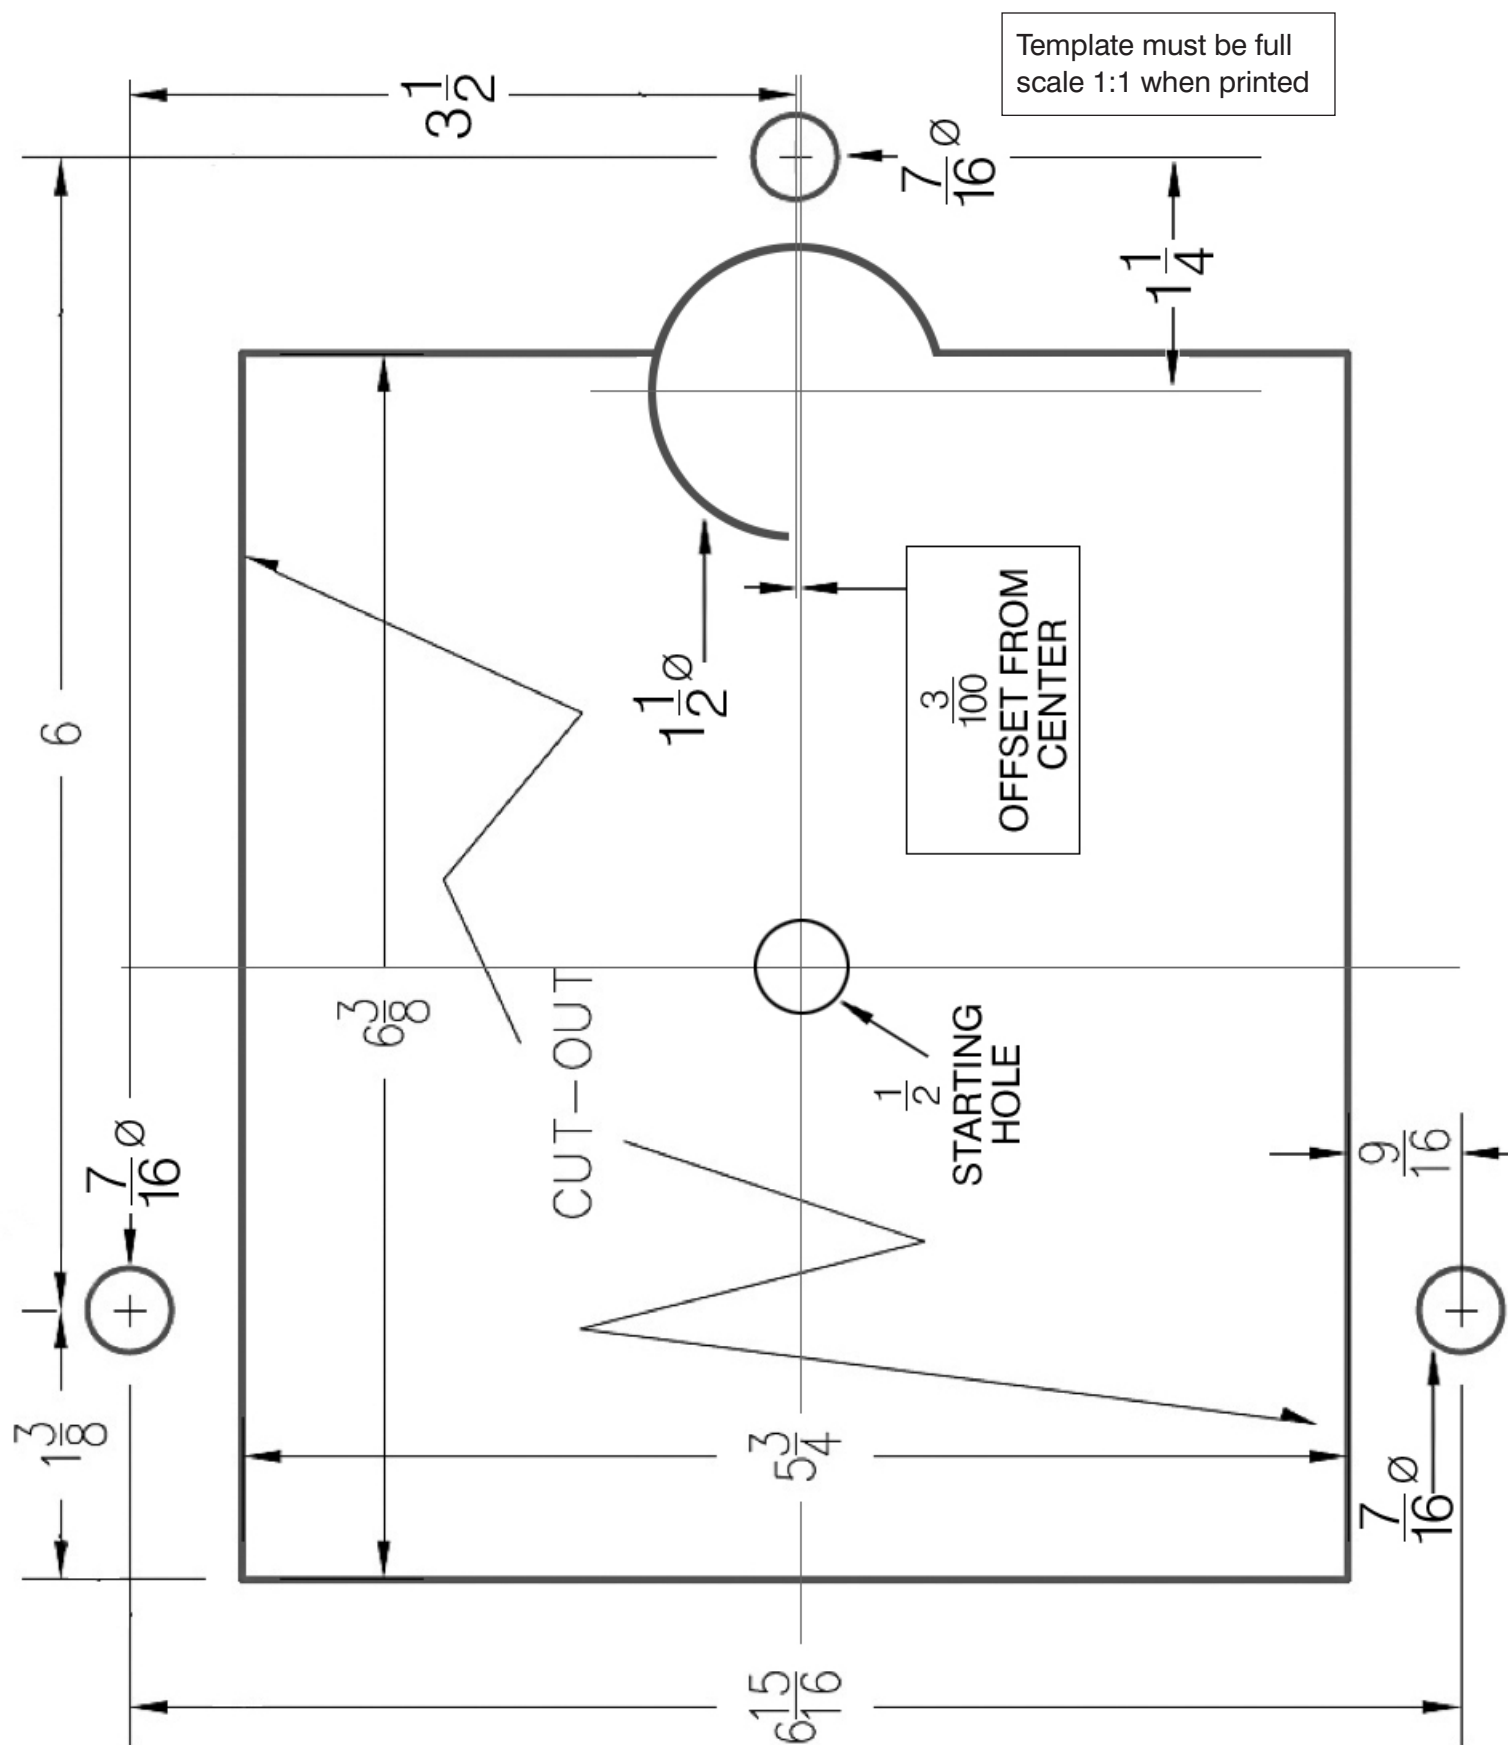 Template must be full
scale 1:1 when printed
3 1/2
7/16 Ø
1 1/4
6
1 1/2 Ø
3/100
OFFSET FROM
CENTER
6 3/8
CUT-OUT
1/2
STARTING
HOLE
7/16 Ø
9/16
1 3/8
5 3/4
7/16 Ø
6 15/16